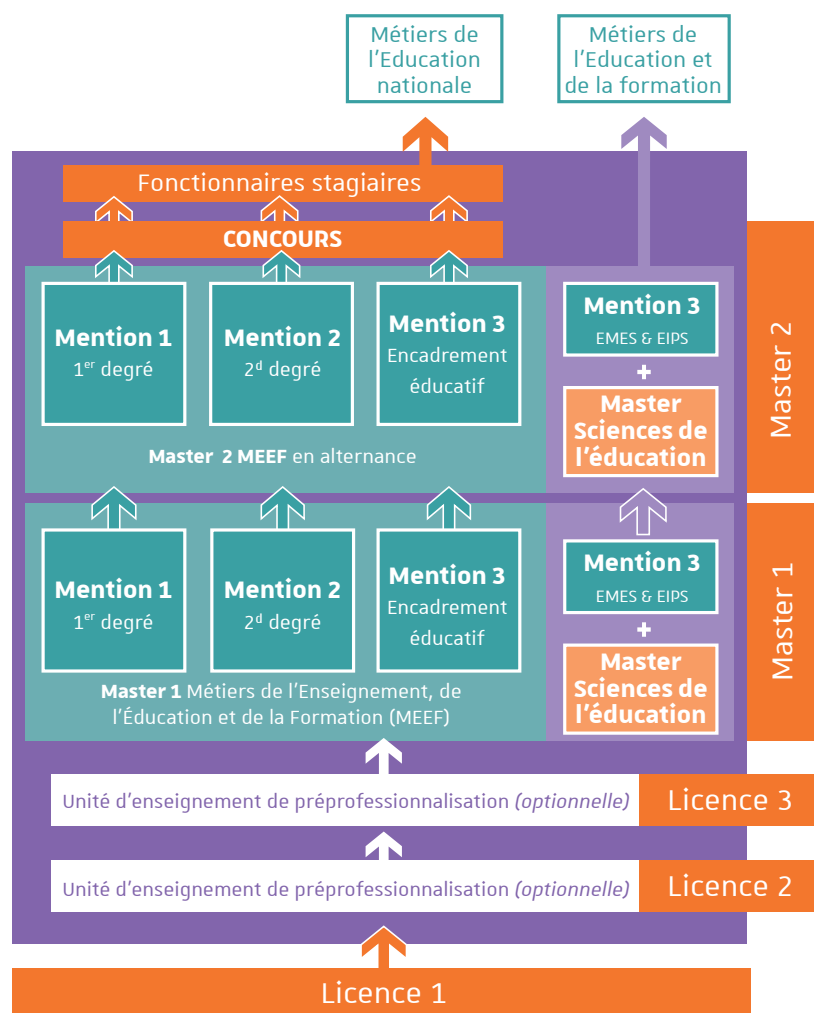 Métiers de
l'Education
nationale
Métiers de
l'Education et
de la formation
Fonctionnaires stagiaires
CONCOURS
Mention 1
1er degré
Mention 2
2d degré
Mention 3
Encadrement
éducatif
Master 2 MEEF en alternance
Mention 3
EMES & EIPS
+
Master
Sciences de
l'éducation
Master 2
Mention 1
1er degré
Mention 2
2d degré
Mention 3
Encadrement
éducatif
Master 1 Métiers de l'Enseignement, de
l'Éducation et de la Formation (MEEF)
Mention 3
EMES & EIPS
+
Master
Sciences de
l'éducation
Master 1
Unité d'enseignement de préprofessionnalisation (optionnelle)
Licence 3
Unité d'enseignement de préprofessionnalisation (optionnelle)
Licence 2
Licence 1